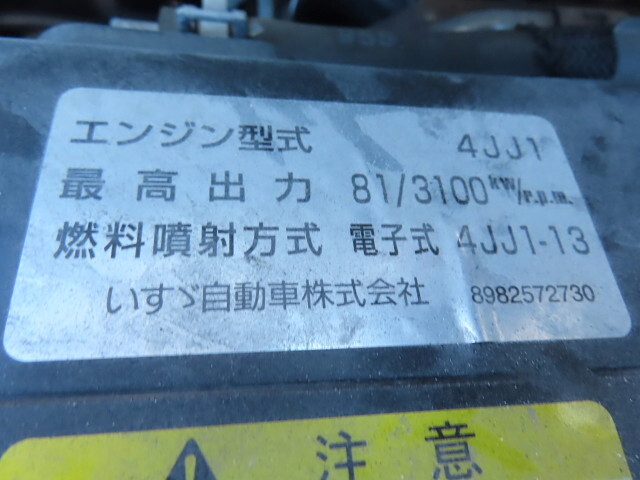 エンジン型式 4JJ1
最高出力 81/3100kW/r.p.m.
燃料噴射方式 電子式 4JJ1-13
いすゞ自動車株式会社 8982572730
注意